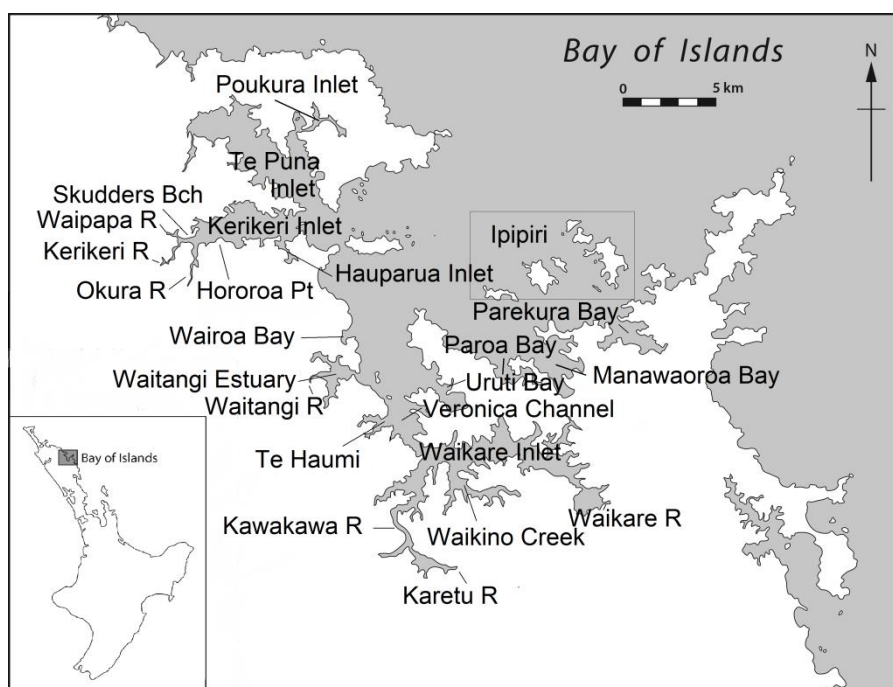 Bay of Islands
N
0 5 km
Poukura Inlet
Te Puna
Inlet
Skudders Bch
Waipapa R
Kerikeri Inlet
Kerikeri R
Ipipiri
Hauparua Inlet
Okura R
Hororoa Pt
Parekura Bay
Wairoa Bay
Paroa Bay
Waitangi Estuary
Uruti Bay
Manawaoroa Bay
Waitangi R
Veronica Channel
Te Haumi
Waikare Inlet
Bay of Islands
Kawakawa R
Waikino Creek
Waikare R
Karetu R